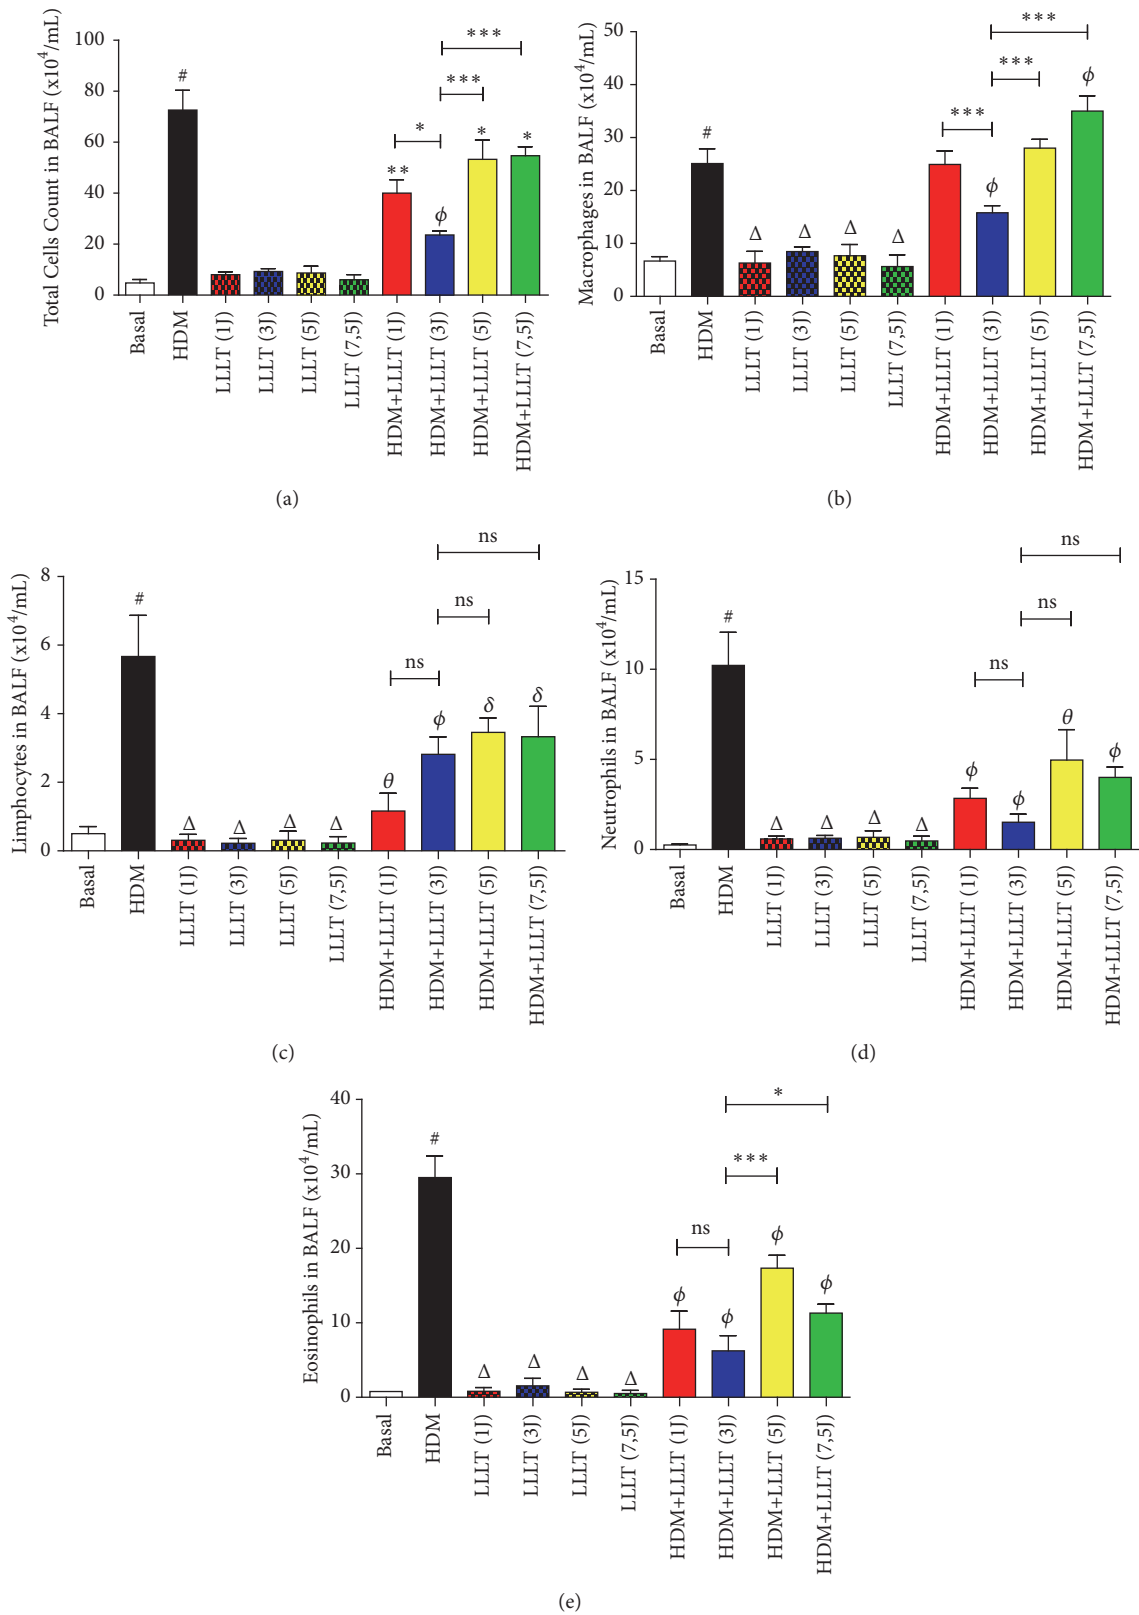 Total Cells Count in BALF (x10⁴/mL)
100
80
60
40
20
0
#
**
ϕ
*
*
*
***
***
Basal
HDM
LLLT (1J)
LLLT (3J)
LLLT (5J)
LLLT (7,5J)
HDM+LLLT (1J)
HDM+LLLT (3J)
HDM+LLLT (5J)
HDM+LLLT (7,5J)
(a)
Macrophages in BALF (x10⁴/mL)
50
40
30
20
10
0
#
Δ
Δ
Δ
Δ
ϕ
ϕ
***
***
***
Basal
HDM
LLLT (1J)
LLLT (3J)
LLLT (5J)
LLLT (7,5J)
HDM+LLLT (1J)
HDM+LLLT (3J)
HDM+LLLT (5J)
HDM+LLLT (7,5J)
(b)
Limphocytes in BALF (x10⁴/mL)
8
6
4
2
0
#
Δ
Δ
Δ
Δ
θ
ϕ
δ
δ
ns
ns
ns
Basal
HDM
LLLT (1J)
LLLT (3J)
LLLT (5J)
LLLT (7,5J)
HDM+LLLT (1J)
HDM+LLLT (3J)
HDM+LLLT (5J)
HDM+LLLT (7,5J)
(c)
Neutrophils in BALF (x10⁴/mL)
15
10
5
0
#
Δ
Δ
Δ
Δ
ϕ
ϕ
θ
ϕ
ns
ns
ns
Basal
HDM
LLLT (1J)
LLLT (3J)
LLLT (5J)
LLLT (7,5J)
HDM+LLLT (1J)
HDM+LLLT (3J)
HDM+LLLT (5J)
HDM+LLLT (7,5J)
(d)
Eosinophils in BALF (x10⁴/mL)
40
30
20
10
0
#
Δ
Δ
Δ
Δ
ϕ
ϕ
ϕ
ϕ
ns
***
*
Basal
HDM
LLLT (1J)
LLLT (3J)
LLLT (5J)
LLLT (7,5J)
HDM+LLLT (1J)
HDM+LLLT (3J)
HDM+LLLT (5J)
HDM+LLLT (7,5J)
(e)